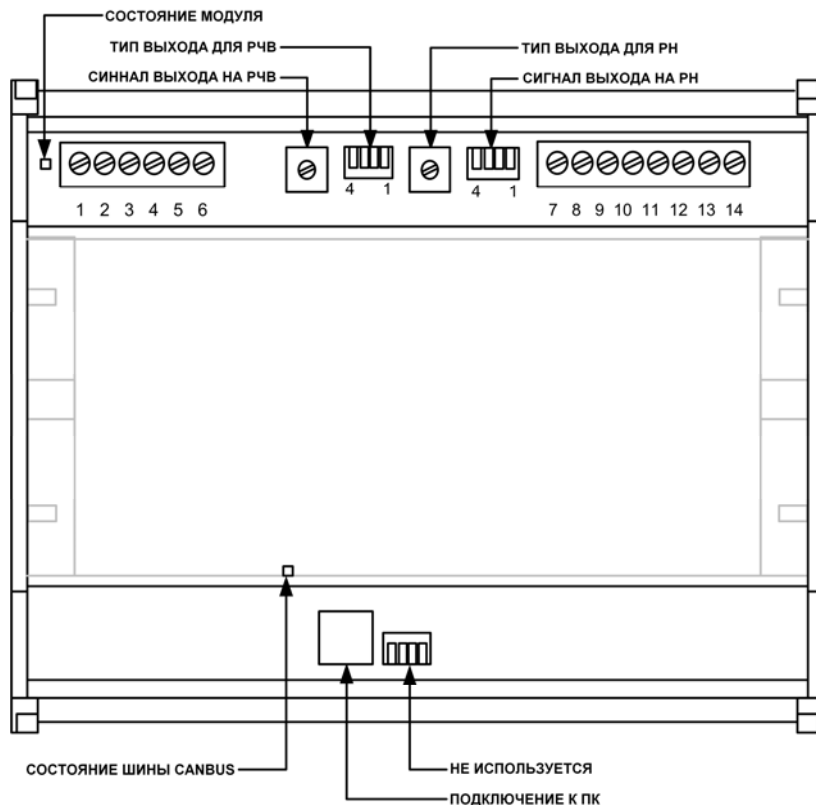 СОСТОЯНИЕ МОДУЛЯ
ТИП ВЫХОДА ДЛЯ РЧВ
ТИП ВЫХОДА ДЛЯ РН
СИННАЛ ВЫХОДА НА РЧВ
СИГНАЛ ВЫХОДА НА РН
4 1
4 1
1 2 3 4 5 6
7 8 9 10 11 12 13 14
СОСТОЯНИЕ ШИНЫ CANBUS
НЕ ИСПОЛЬЗУЕТСЯ
ПОДКЛЮЧЕНИЕ К ПК